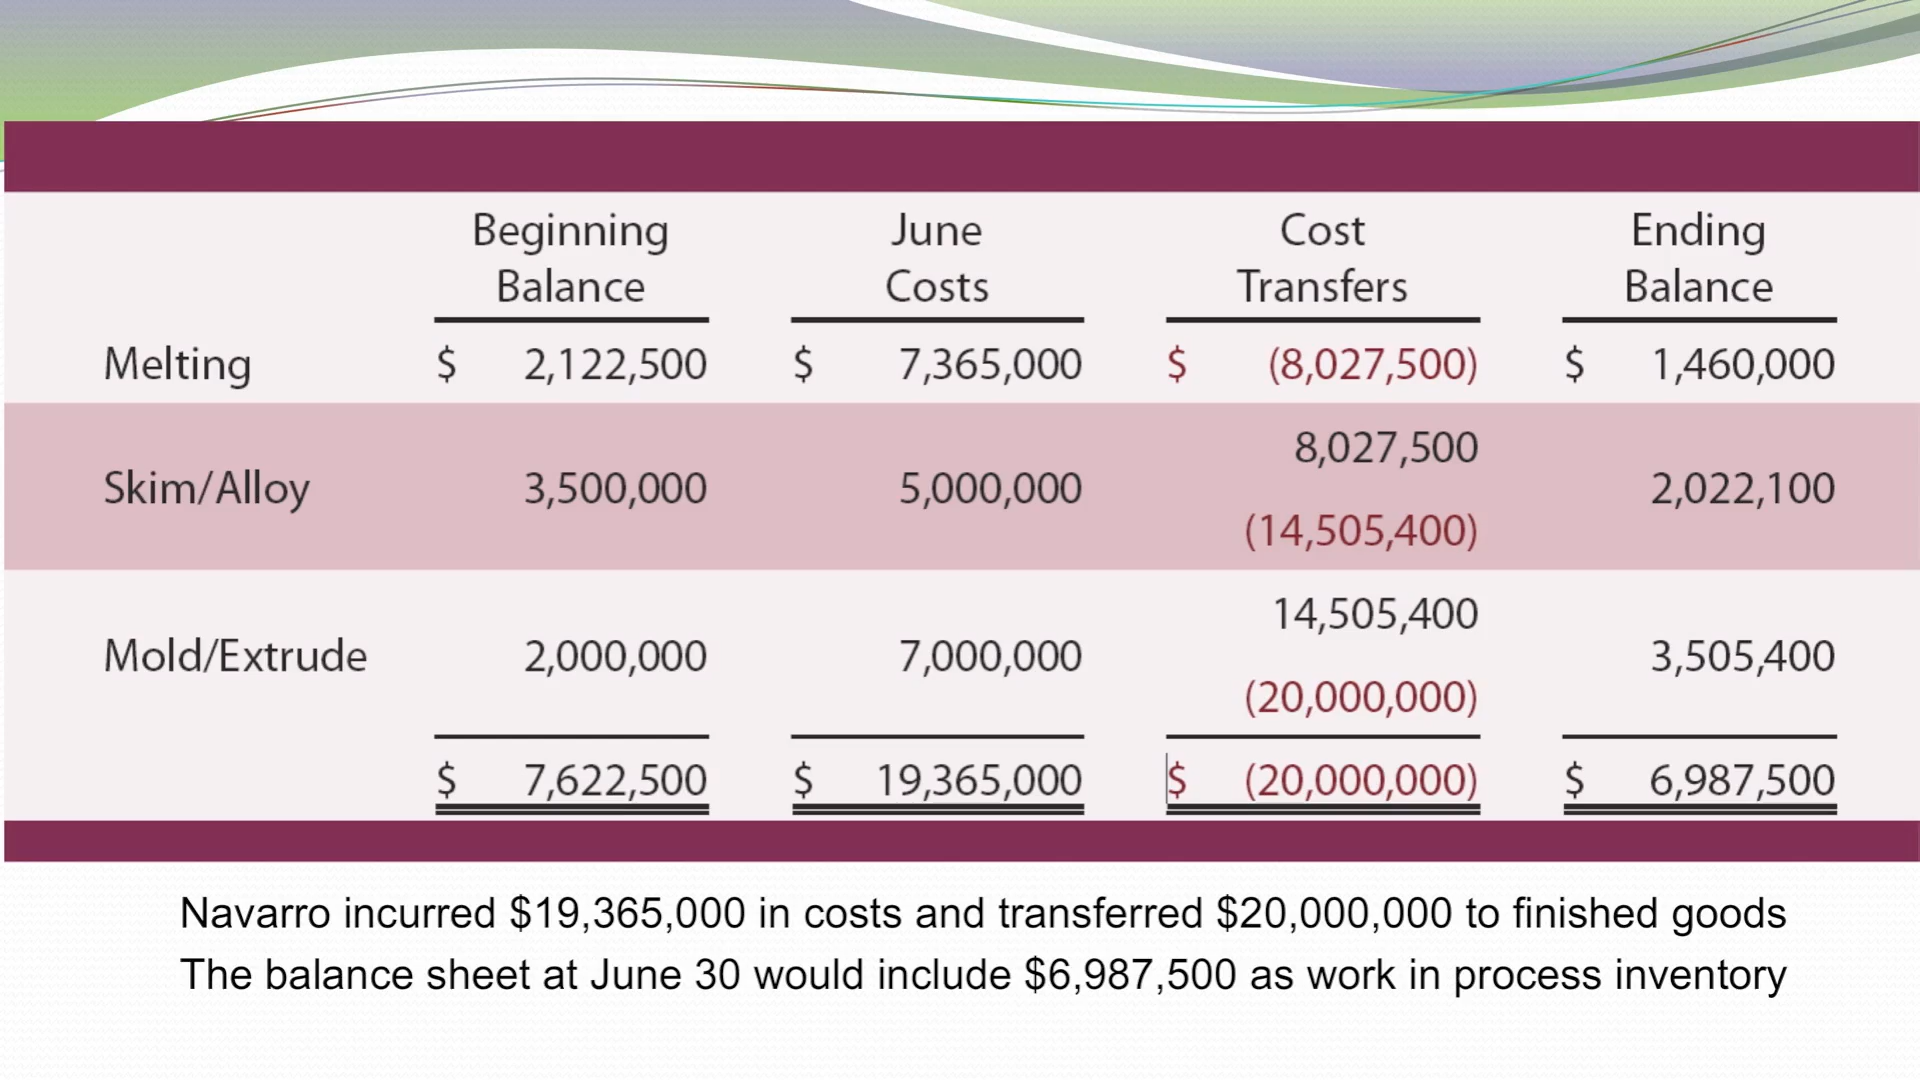 Beginning Balance June Costs Cost Transfers Ending Balance
Melting $ 2,122,500 $ 7,365,000 $ (8,027,500) $ 1,460,000
8,027,500
Skim/Alloy 3,500,000 5,000,000 2,022,100
(14,505,400)
14,505,400
Mold/Extrude 2,000,000 7,000,000 3,505,400
(20,000,000)
$ 7,622,500 $ 19,365,000 $ (20,000,000) $ 6,987,500
Navarro incurred $19,365,000 in costs and transferred $20,000,000 to finished goods
The balance sheet at June 30 would include $6,987,500 as work in process inventory